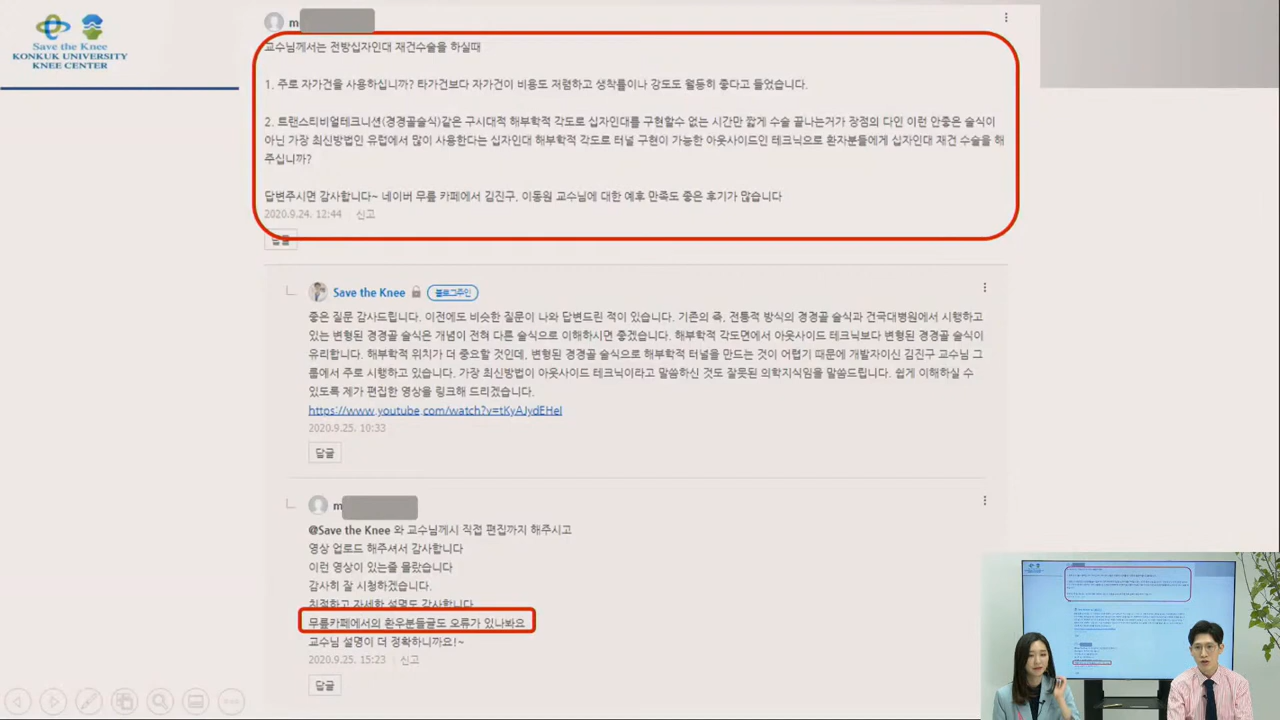 Save the Knee
KONKUK UNIVERSITY
KNEE CENTER
m
교수님께서는 전방십자인대 재건수술을 하실때
1. 주로 자가건을 사용하십니까? 타가건보다 자가건이 비용도 저렴하고 생착률이나 강도도 월등히 좋다고 들었습니다.
2. 트랜스티비얼테크니션(경경골술식)같은 구시대적 해부학적 각도로 십자인대를 구현할수 없는 시간만 짧게 수술 끝나는거가 장점의 다인 이런 안좋은 술식이
아닌 가장 최신방법인 유럽에서 많이 사용한다는 십자인대 해부학적 각도로 터널 구현이 가능한 아웃사이드인 테크닉으로 환자분들에게 십자인대 재건 수술을 해
주십니까?
답변주시면 감사합니다~ 네이버 무릎 카페에서 김진구, 이동원 교수님에 대한 예후 만족도 좋은 후기가 많습니다
2020.9.24. 12:44 신고
답글
Save the Knee 블로그주인
좋은 질문 감사드립니다. 이전에도 비슷한 질문이 나와 답변드린 적이 있습니다. 기존의 즉, 전통적 방식의 경경골 술식과 건국대병원에서 시행하고
있는 변형된 경경골 술식은 개념이 전혀 다른 술식으로 이해하시면 좋겠습니다. 해부학적 각도면에서 아웃사이드 테크닉보다 변형된 경경골 술식이
유리합니다. 해부학적 위치가 더 중요할 것인데, 변형된 경경골 술식으로 해부학적 터널을 만드는 것이 어렵기 때문에 개발자이신 김진구 교수님 그
룹에서 주로 시행하고 있습니다. 가장 최신방법이 아웃사이드 테크닉이라고 말씀하신 것도 잘못된 의학지식임을 말씀드립니다. 쉽게 이해하실 수
있도록 제가 편집한 영상을 링크해 드리겠습니다.
https://www.youtube.com/watch?v=tKyAJydEHeI
2020.9.25. 10:33
답글
m
@Save the Knee 와 교수님께서 직접 편집까지 해주시고
영상 업로드 해주셔서 감사합니다
이런 영상이 있는줄 몰랐습니다
감사히 잘 시청하겠습니다.
친절하고 자세한 설명도 감사합니다
무릎카페에서의 환우분들글도 오류가 있나봐요
교수님 설명이 더 정확하니까요!~
2020.9.25. 15:23 신고
답글